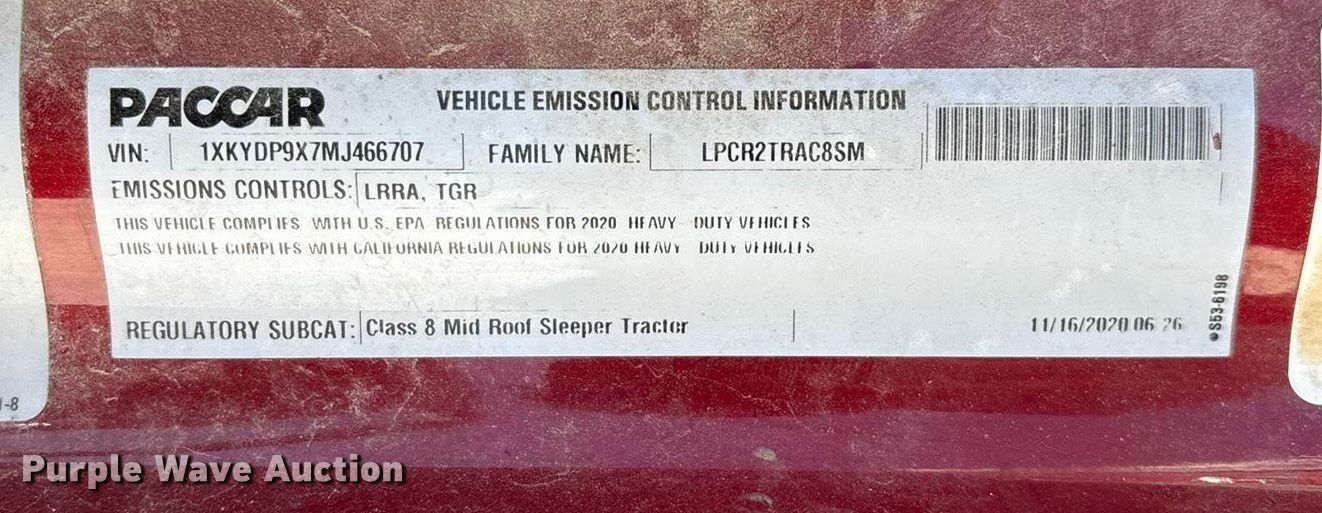 PACCAR
VEHICLE EMISSION CONTROL INFORMATION
VIN: 1XKYDP9X7MJ466707 FAMILY NAME: LPCR2TRAC8SM
EMISSIONS CONTROLS: LRRA, TGR
THIS VEHICLE COMPLIES WITH U.S. EPA REGULATIONS FOR 2020 HEAVY - DUTY VEHICLES
THIS VEHICLE COMPLIES WITH CALIFORNIA REGULATIONS FOR 2020 HEAVY DUTY VEHICLES
REGULATORY SUBCAT: Class 8 Mid Roof Sleeper Tractor
11/16/2020 06 26
S53-6198
1-8
Purple Wave Auction